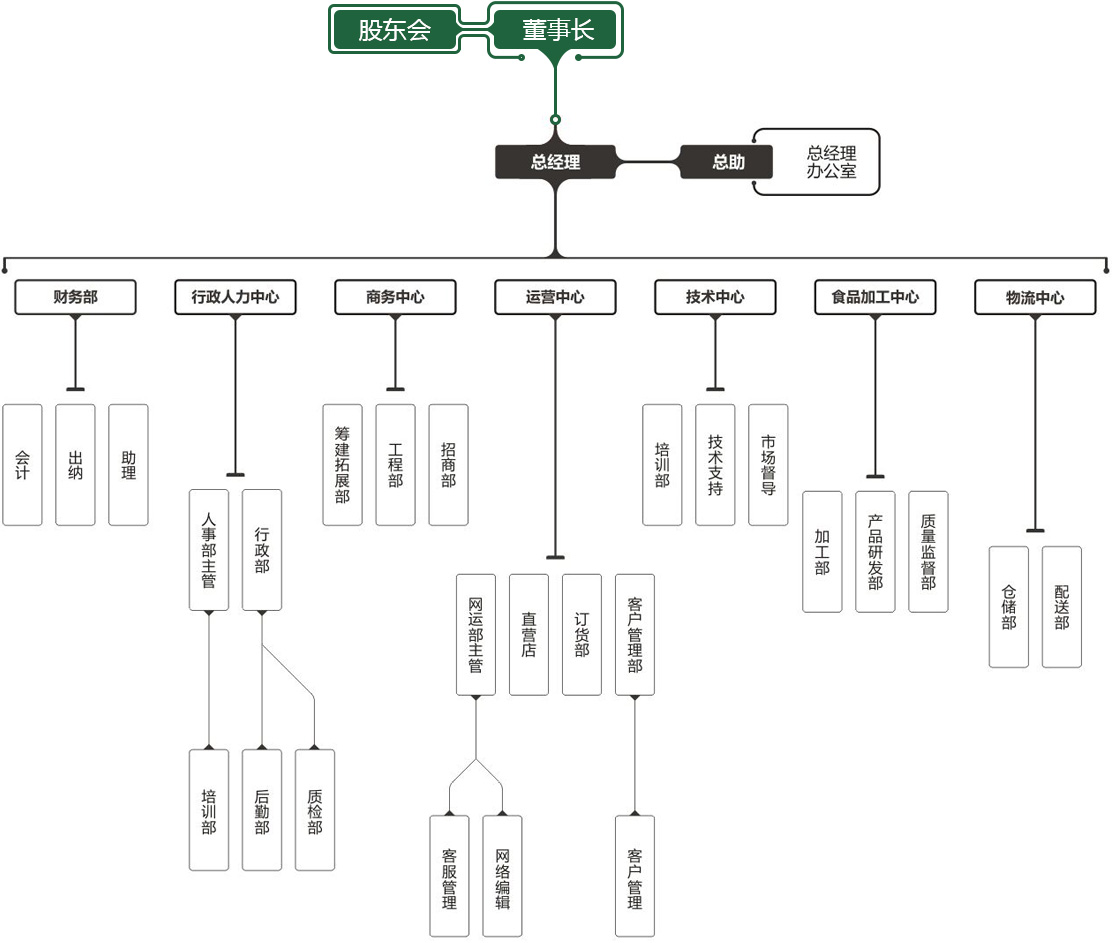 股东会
董事长
总经理
总助
总经理
办公室
财务部
行政人力中心
商务中心
运营中心
技术中心
食品加工中心
物流中心
会计
出纳
助理
筹建拓展部
工程部
招商部
培训部
技术支持
市场督导
人事部主管
行政部
加工部
产品研发部
质量监督部
网运部主管
直营店
订货部
客户管理部
仓储部
配送部
培训部
后勤部
质检部
客服管理
网络编辑
客户管理